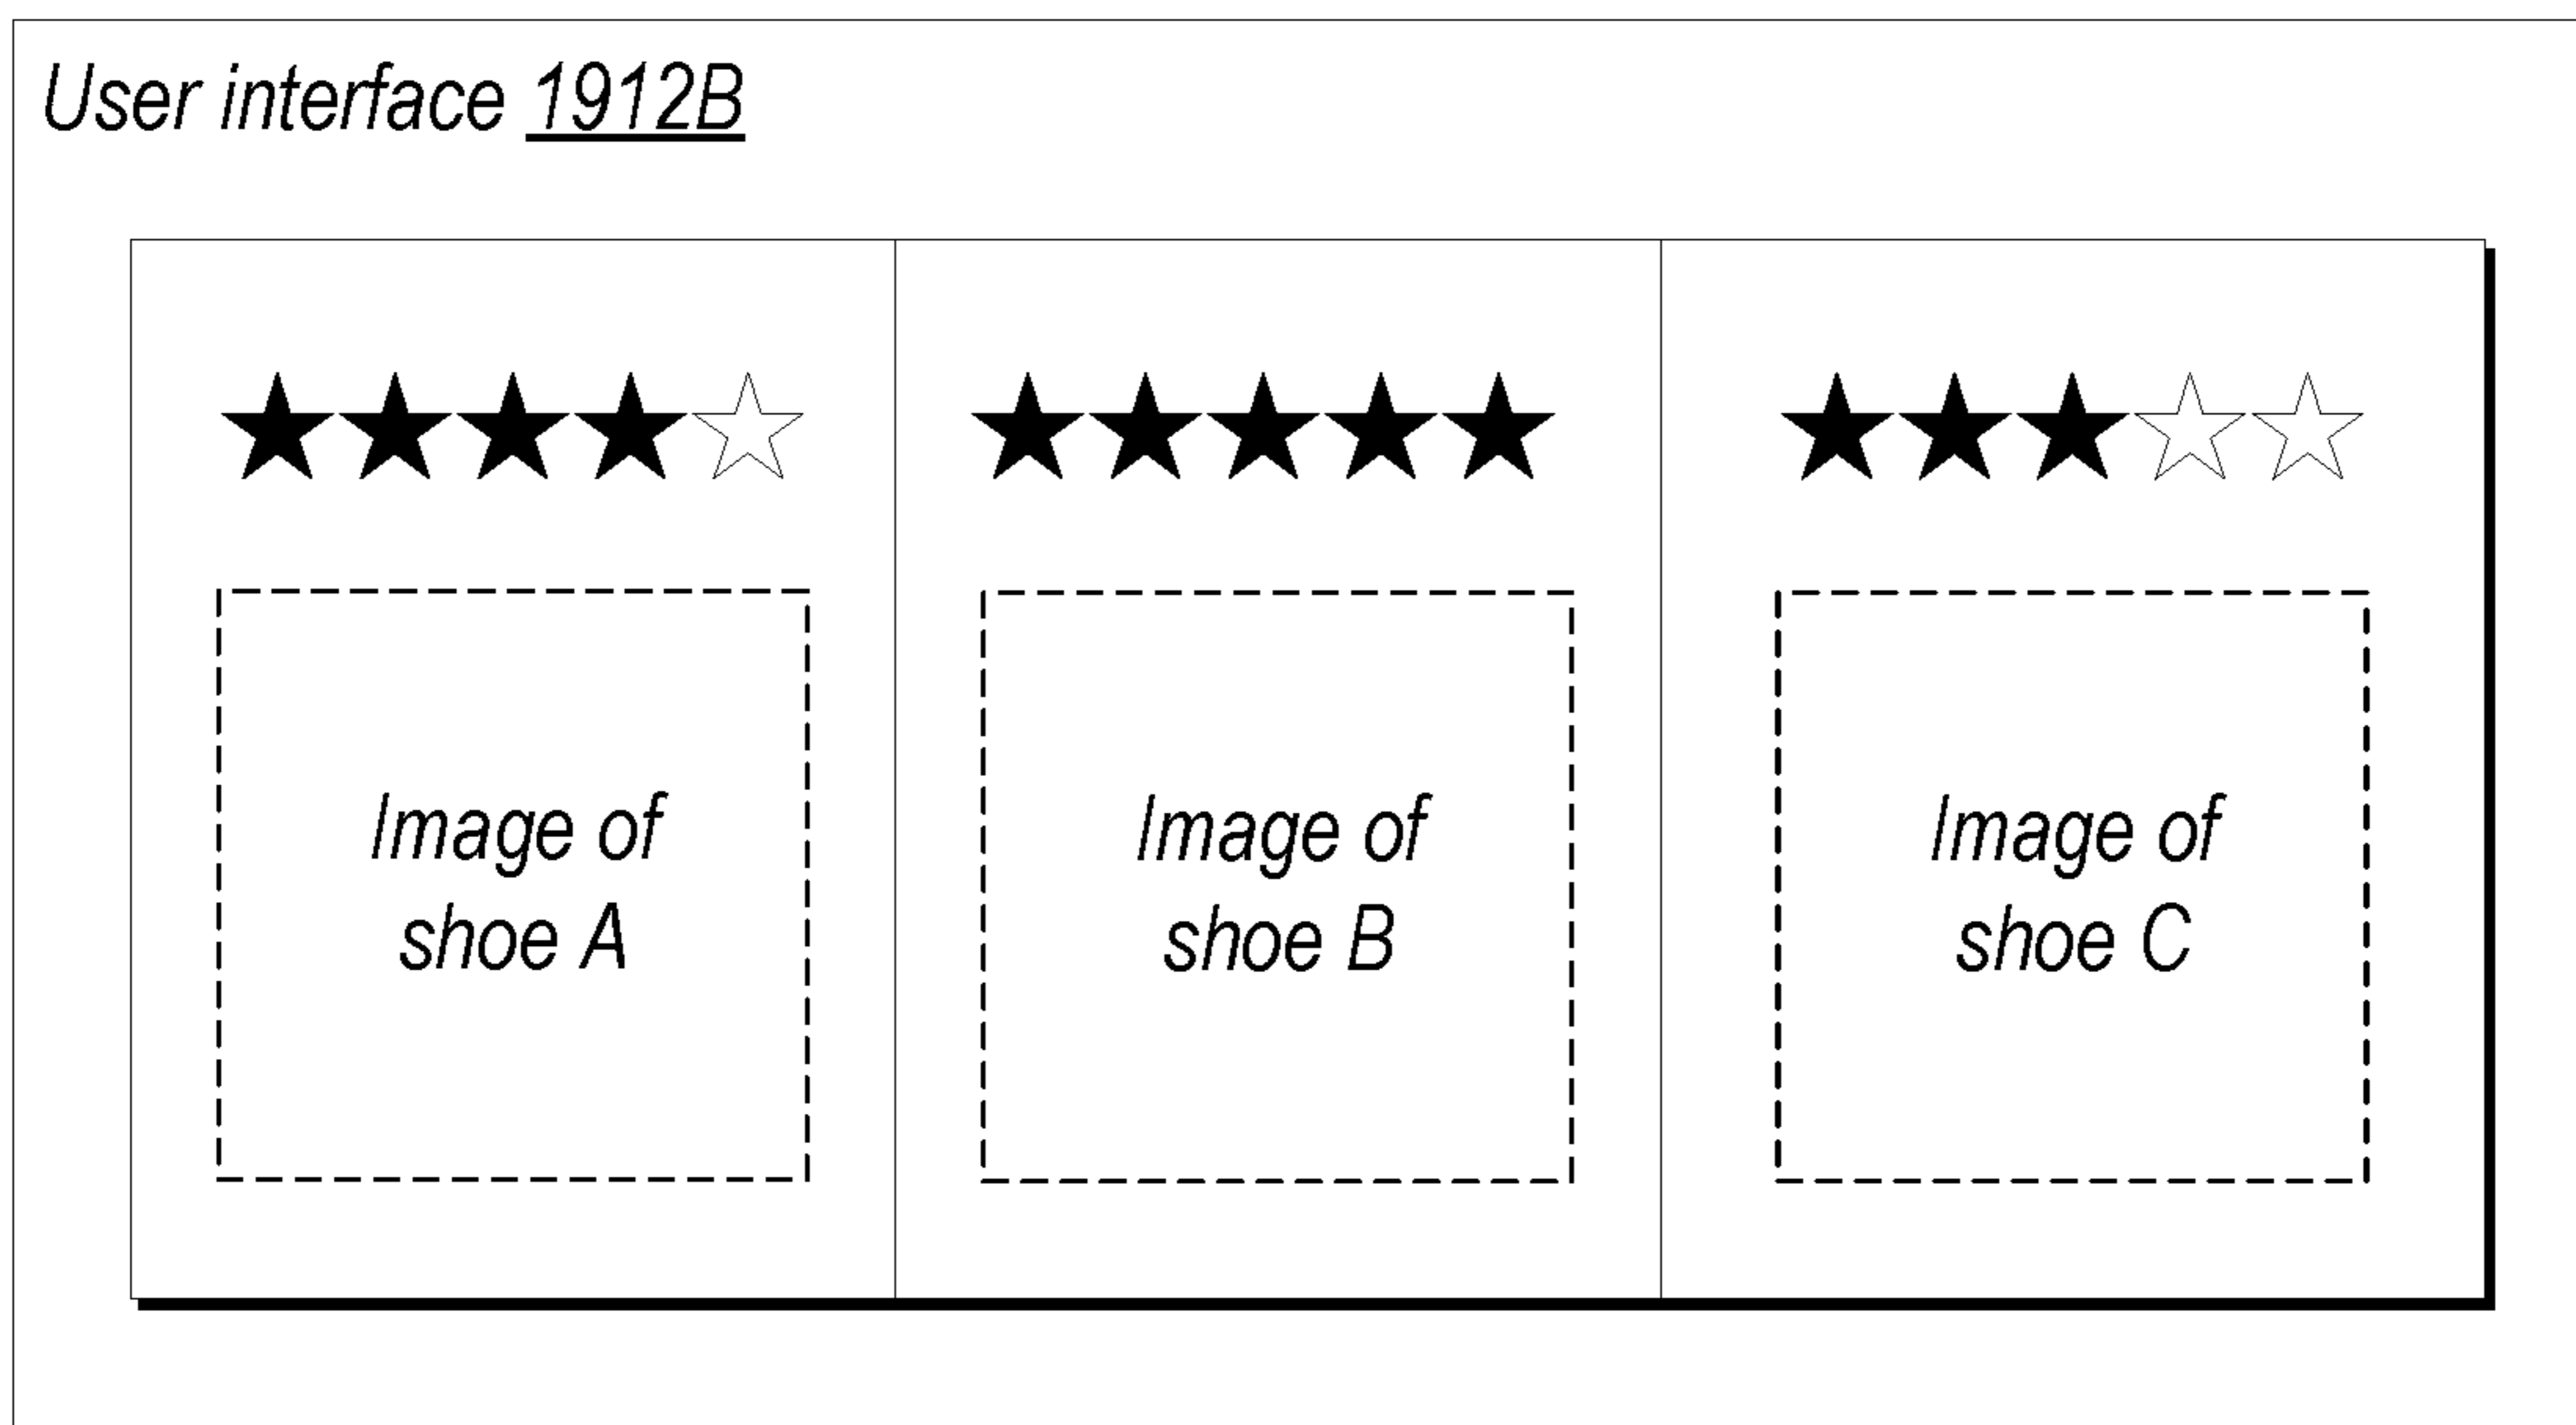 User interface 1912B
Image of
shoe A
Image of
shoe B
Image of
shoe C